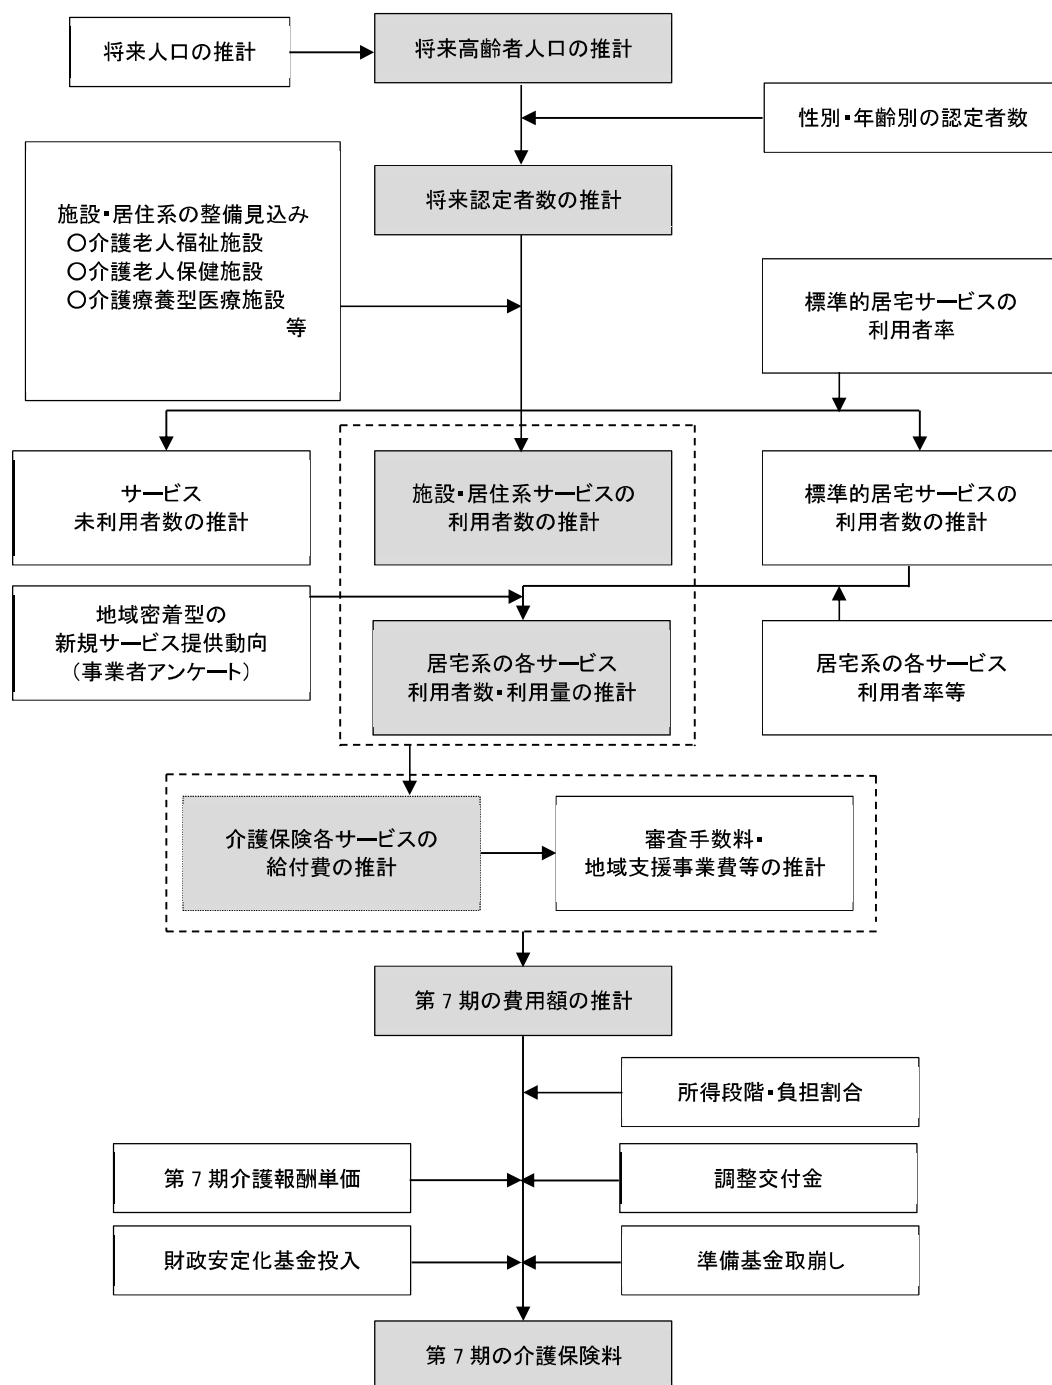 将来人口の推計
将来高齢者人口の推計
性別・年齢別の認定者数
将来認定者数の推計
施設・居住系の整備見込み
○介護老人福祉施設
○介護老人保健施設
○介護療養型医療施設
等
標準的居宅サービスの
利用者率
サービス
未利用者数の推計
施設・居住系サービスの
利用者数の推計
標準的居宅サービスの
利用者数の推計
地域密着型の
新規サービス提供動向
（事業者アンケート）
居宅系の各サービス
利用者数・利用量の推計
居宅系の各サービス
利用者率等
介護保険各サービスの
給付費の推計
審査手数料・
地域支援事業費等の推計
第7期の費用額の推計
所得段階・負担割合
第7期介護報酬単価
調整交付金
財政安定化基金投入
準備基金取崩し
第7期の介護保険料